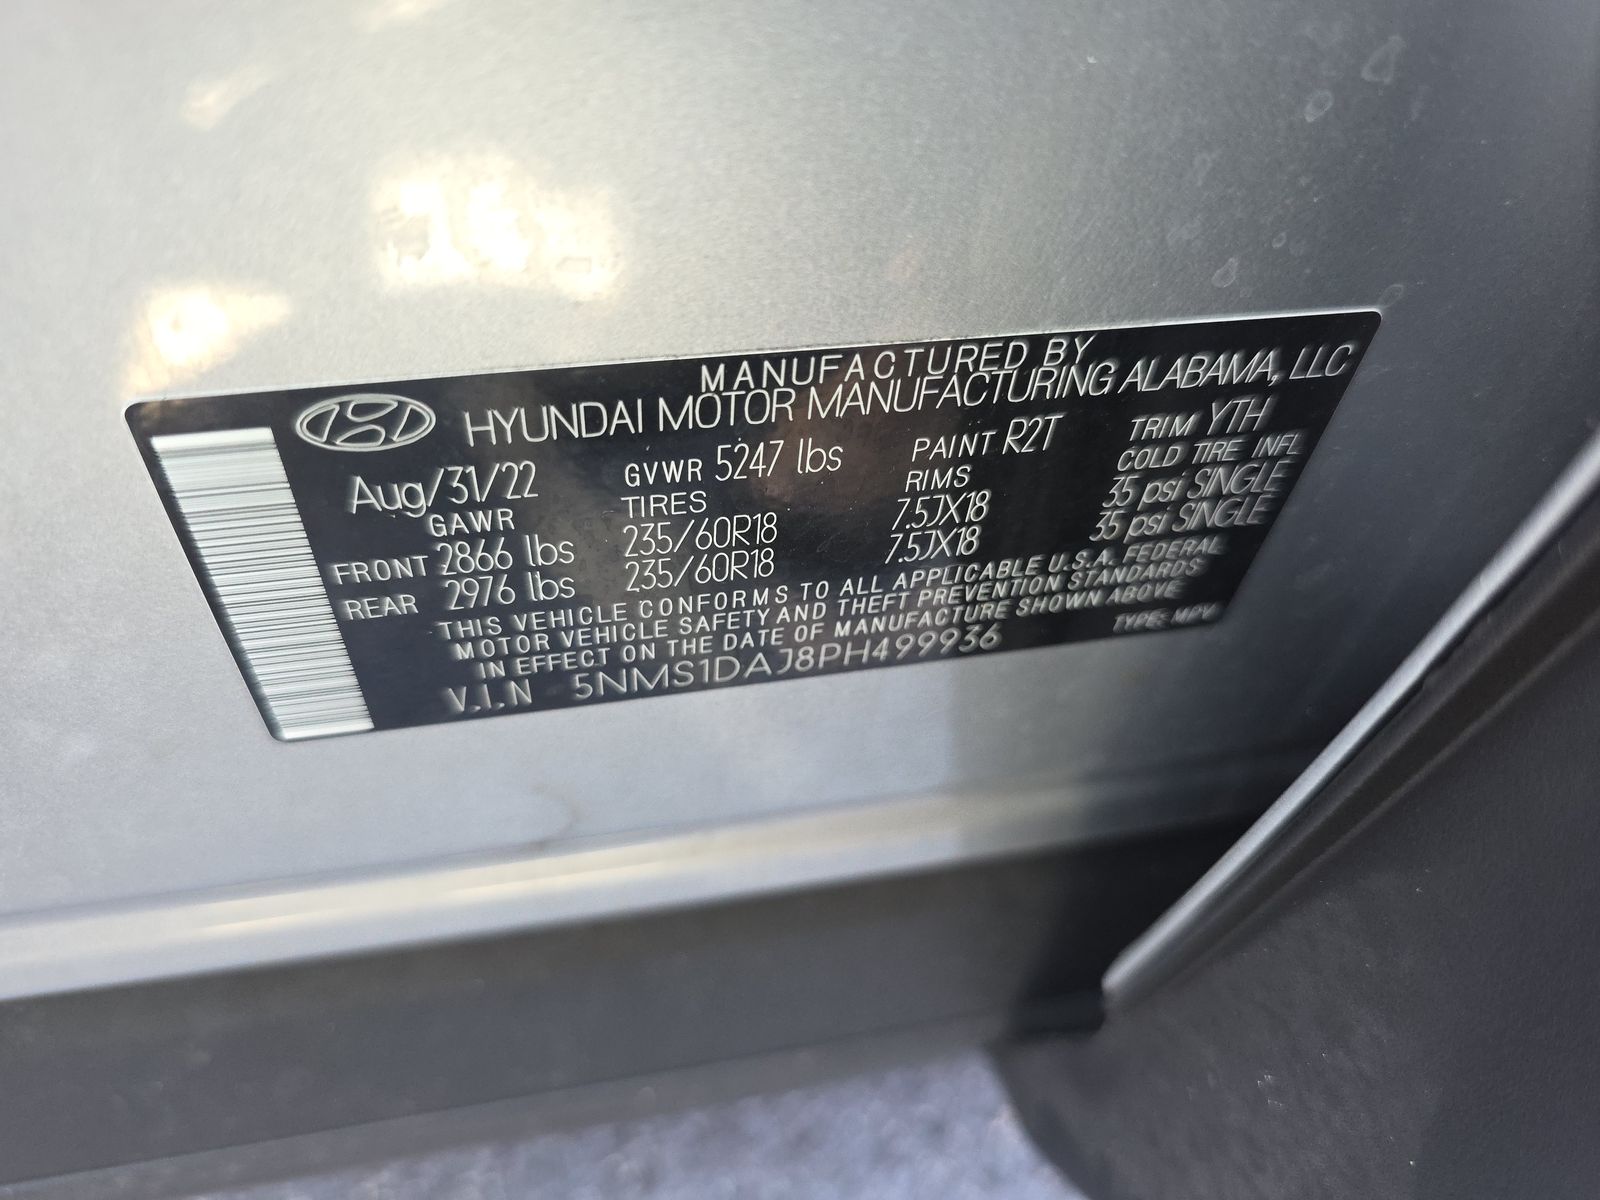 MANUFACTURED BY
HYUNDAI MOTOR MANUFACTURING ALABAMA, LLC
Aug/31/22 GVWR 5247 lbs PAINT R2T TRIM YTH
GAWR TIRES RIMS COLD TIRE INFL
FRONT 2866 lbs 235/60R18 7.5JX18 35 psi SINGLE
REAR 2976 lbs 235/60R18 7.5JX18 35 psi SINGLE
THIS VEHICLE CONFORMS TO ALL APPLICABLE U.S.A. FEDERAL
MOTOR VEHICLE SAFETY AND THEFT PREVENTION STANDARDS
IN EFFECT ON THE DATE OF MANUFACTURE SHOWN ABOVE
V.I.N 5NMS1DAJ8PH499936 TYPE: MPV